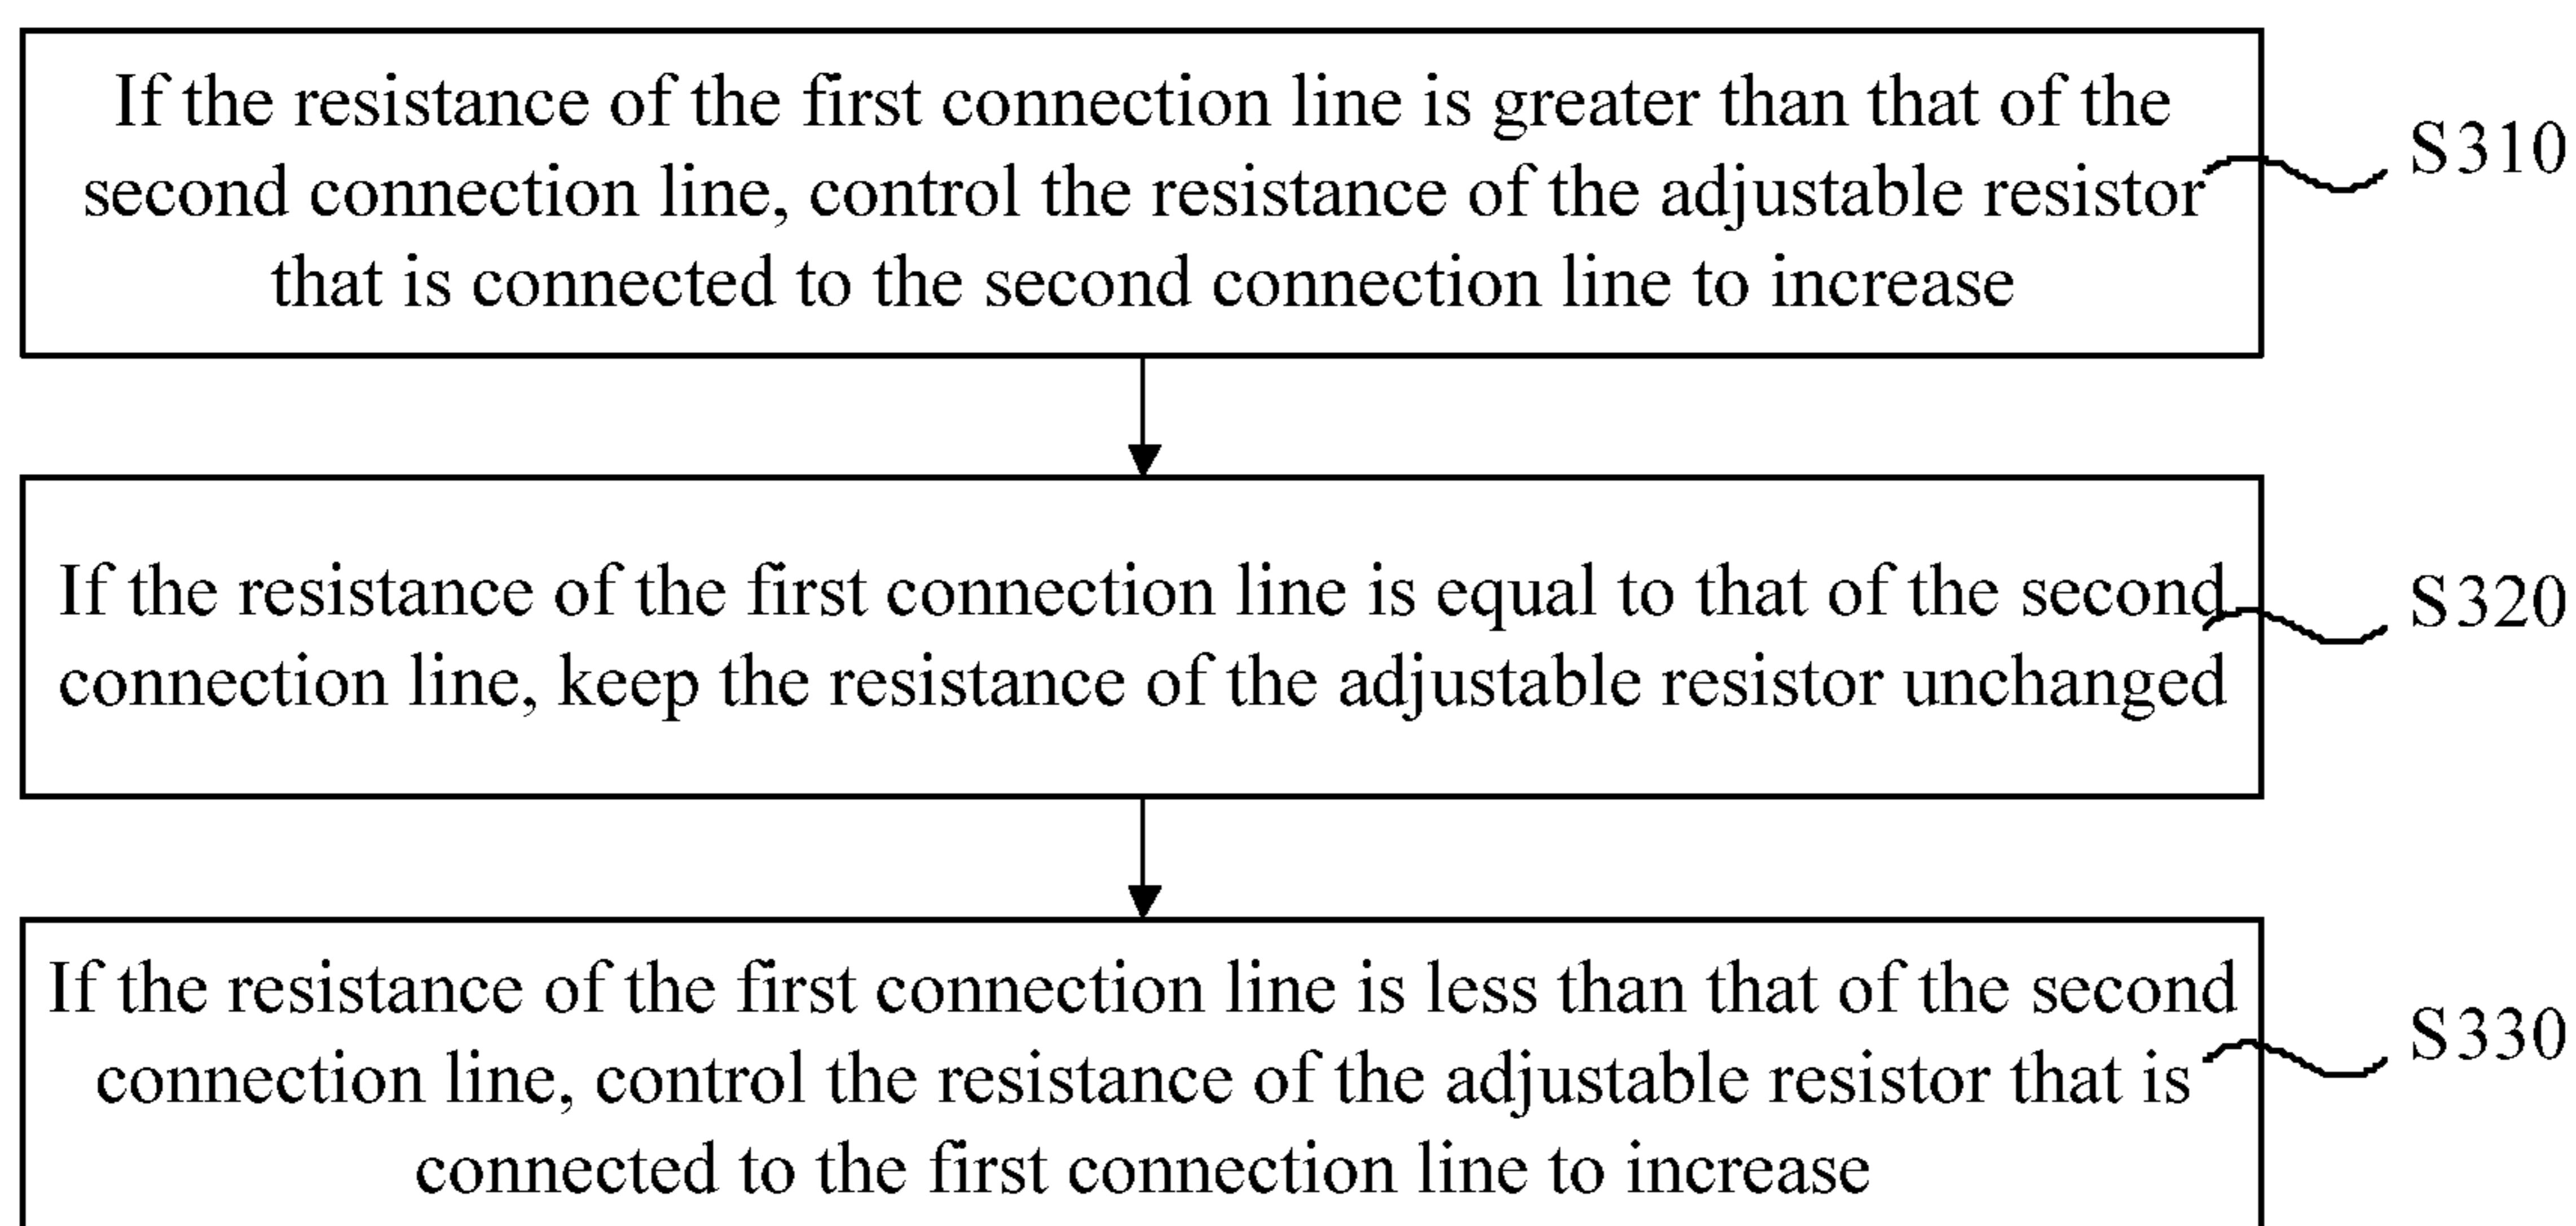 If the resistance of the first connection line is greater than that of the
second connection line, control the resistance of the adjustable resistor
that is connected to the second connection line to increase
S310
If the resistance of the first connection line is equal to that of the second
connection line, keep the resistance of the adjustable resistor unchanged
S320
If the resistance of the first connection line is less than that of the second
connection line, control the resistance of the adjustable resistor that is
connected to the first connection line to increase
S330